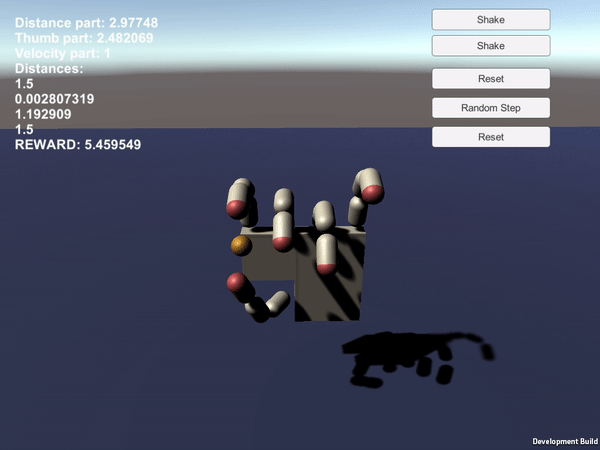 Distance part: 2.97748
Thumb part: 2.482069
Velocity part: 1
Distances:
1.5
0.002807319
1.192909
1.5
REWARD: 5.459549
Shake
Shake
Reset
Random Step
Reset
Development Build